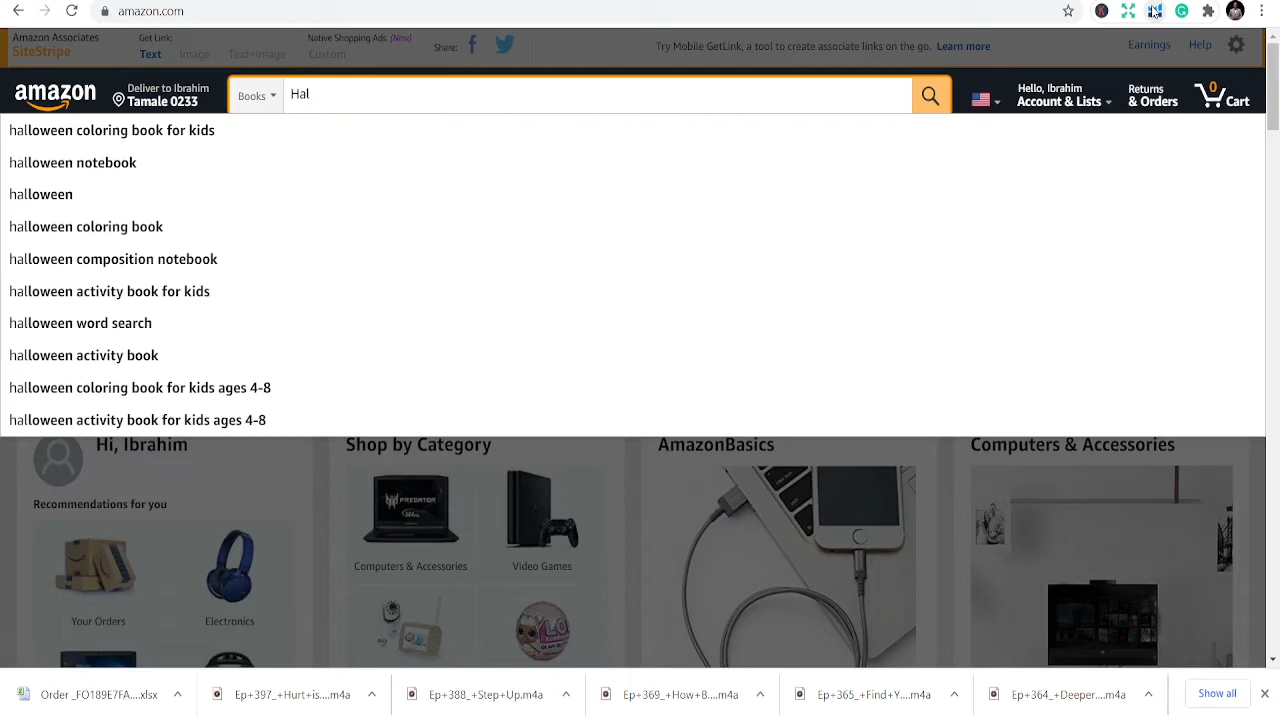 amazon.com
Amazon Associates
SiteStripe
Get Link:
Text Image Text+Image
Native Shopping Ads (New)
Custom
Share:
Try Mobile GetLink, a tool to create associate links on the go. Learn more
Earnings Help
amazon
Deliver to Ibrahim
Tamale 0233
Books
Hal
Hello, Ibrahim
Account & Lists
Returns
& Orders
0
Cart
halloween coloring book for kids
halloween notebook
halloween
halloween coloring book
halloween composition notebook
halloween activity book for kids
halloween word search
halloween activity book
halloween coloring book for kids ages 4-8
halloween activity book for kids ages 4-8
Hi, Ibrahim
Recommendations for you
Your Orders
Electronics
Shop by Category
PREDATOR
Computers & Accessories
Video Games
AmazonBasics
Computers & Accessories
Order _FO189E7FA....xlsx
Ep+397_+Hurt+is....m4a
Ep+388_+Step+Up.m4a
Ep+369_+How+B....m4a
Ep+365_+Find+Y....m4a
Ep+364_+Deeper....m4a
Show all